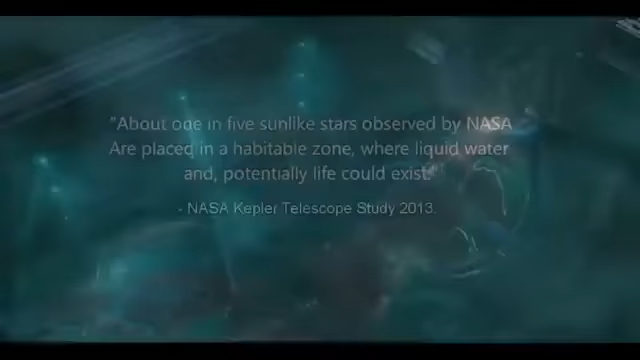 "About one in five sunlike stars observed by NASA
Are placed in a habitable zone, where liquid water
and, potentially life could exist."
- NASA Kepler Telescope Study 2013.